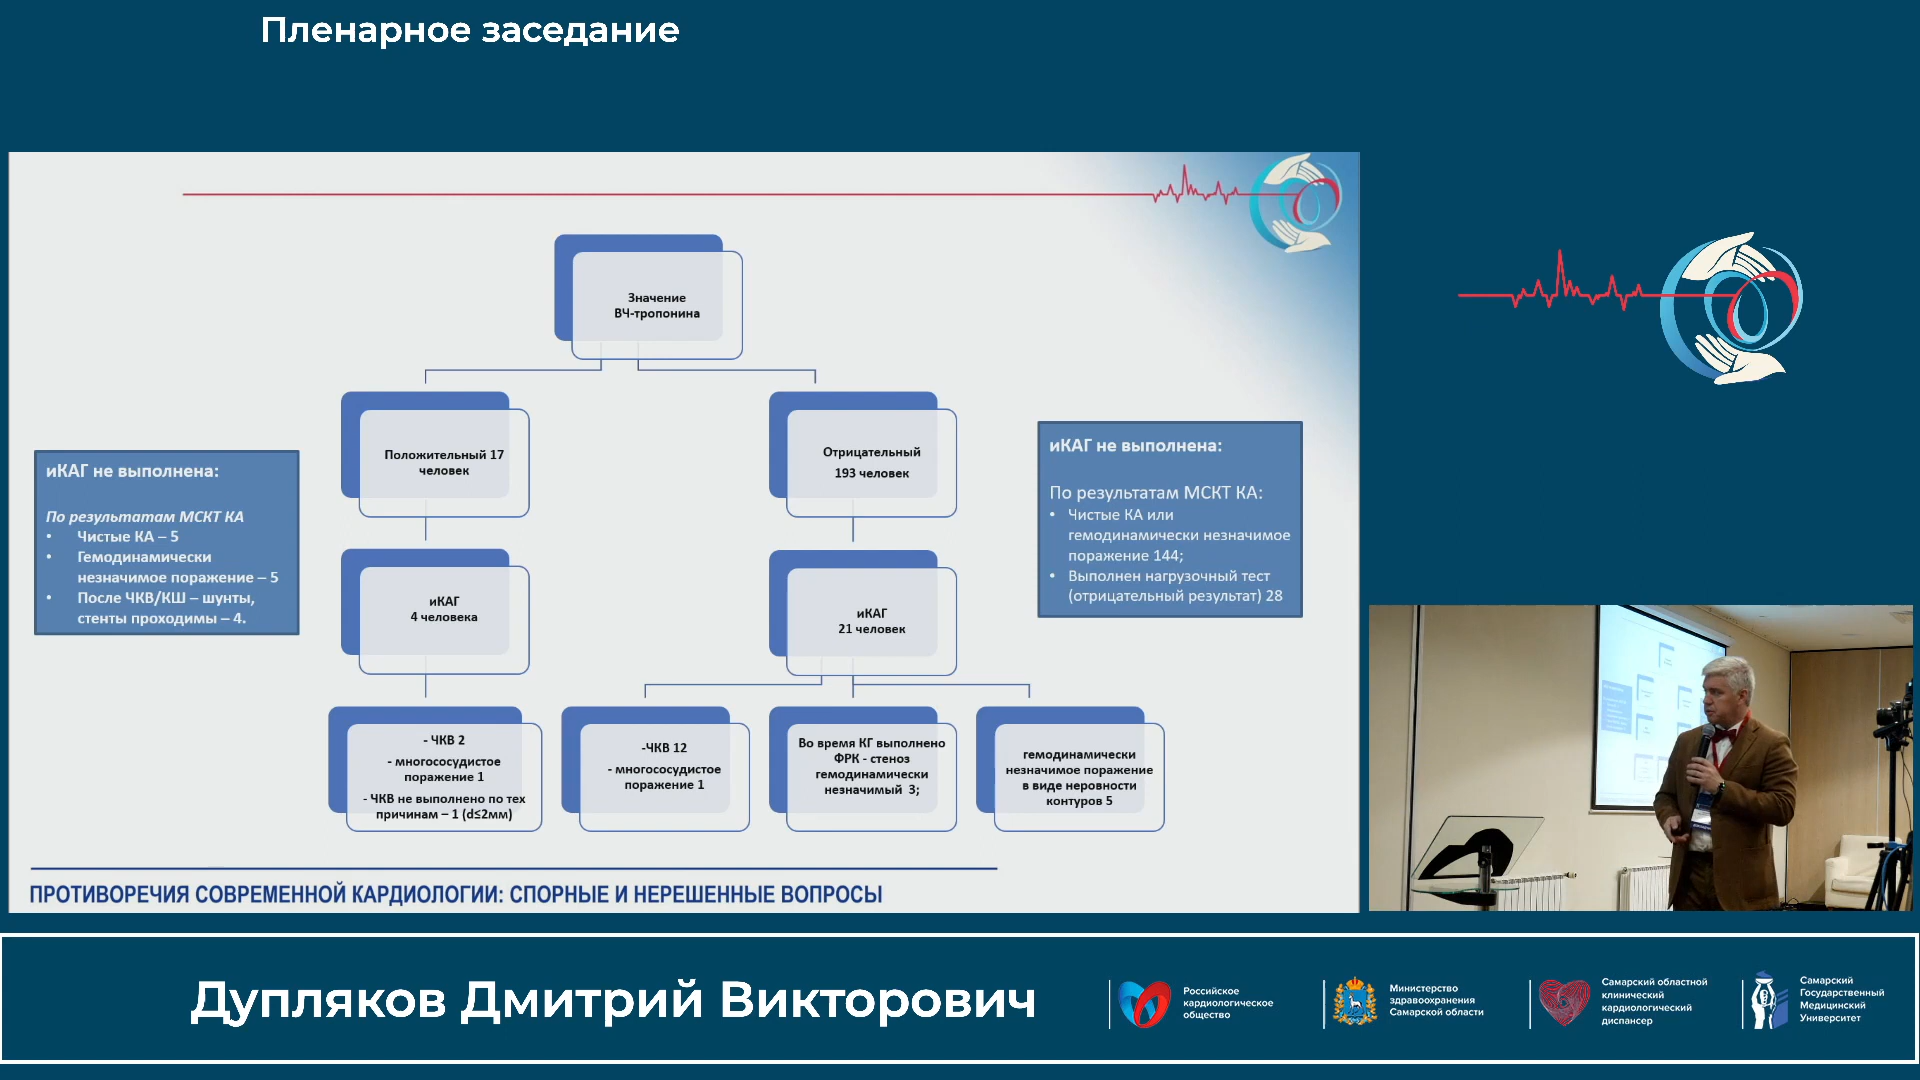 Пленарное заседание
Значение
ВЧ-тропонина
Положительный 17
человек
Отрицательный
193 человек
иКАГ не выполнена:
По результатам МСКТ КА
• Чистые КА – 5
• Гемодинамически
незначимое поражение – 5
• После ЧКВ/КШ – шунты,
стенты проходимы – 4.
иКАГ не выполнена:
По результатам МСКТ КА:
• Чистые КА или
гемодинамически незначимое
поражение 144;
• Выполнен нагрузочный тест
(отрицательный результат) 28
иКАГ
4 человека
иКАГ
21 человек
- ЧКВ 2
- многососудистое
поражение 1
- ЧКВ не выполнено по тех
причинам – 1 (d≤2мм)
-ЧКВ 12
- многососудистое
поражение 1
Во время КГ выполнено
ФРК - стеноз
гемодинамически
незначимый 3;
гемодинамически
незначимое поражение
в виде неровности
контуров 5
ПРОТИВОРЕЧИЯ СОВРЕМЕННОЙ КАРДИОЛОГИИ: СПОРНЫЕ И НЕРЕШЕННЫЕ ВОПРОСЫ
Дупляков Дмитрий Викторович
Российское
кардиологическое
общество
Министерство
здравоохранения
Самарской области
Самарский областной
клинический
кардиологический
диспансер
Самарский
Государственный
Медицинский
Университет